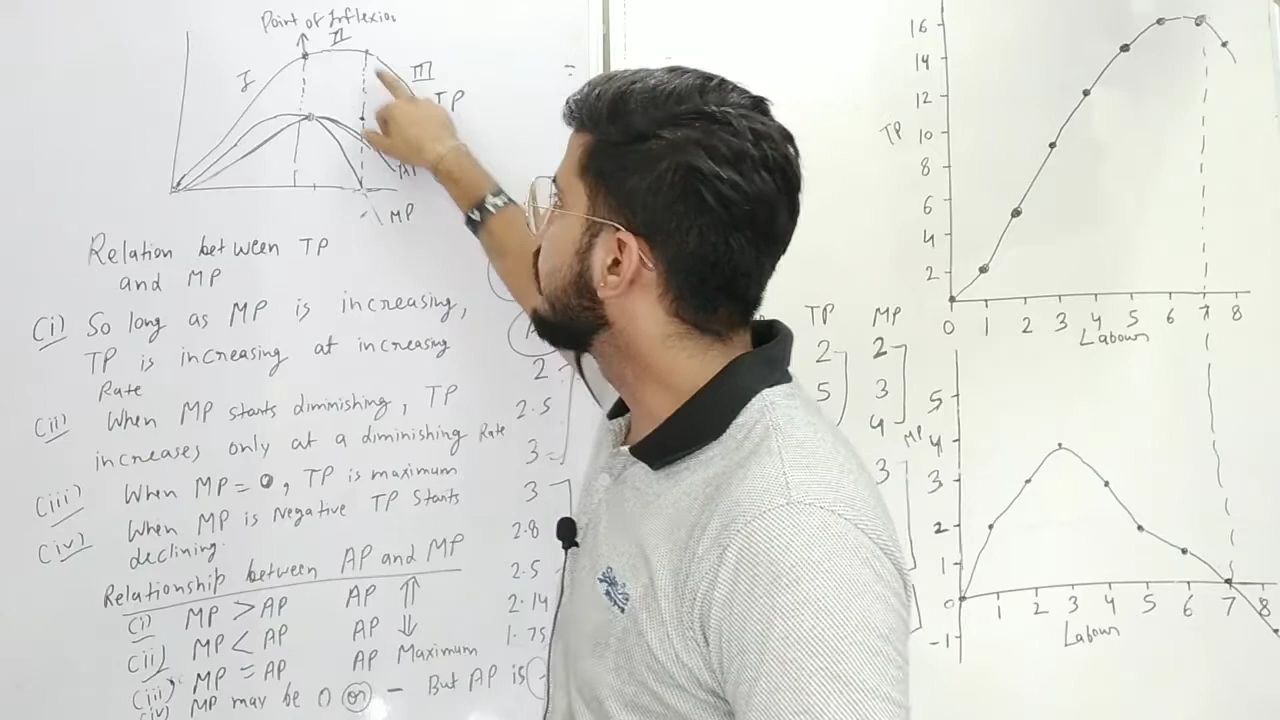 Point of Inflexion
I
II
III
TP
AP
MP
Relation between TP
and MP
(i) So long as MP is increasing,
TP is increasing at increasing
Rate
(ii) When MP starts diminishing, TP
increases only at a diminishing Rate
(iii) When MP = 0, TP is maximum
(iv) When MP is Negative TP Starts
declining.
Relationship between AP and MP
(i) MP > AP AP ⇑
(ii) MP < AP AP ⇓
(iii) MP = AP AP Maximum
(iv) MP may be 0 or - But AP is
2
2.5
3
3
2.8
2.5
2.14
1.75
TP MP
2 2
5 3
4
3
16
14
12
TP 10
8
6
4
2
0 1 2 3 4 5 6 7 8
Labour
5
MP 4
3
2
1
0 1 2 3 4 5 6 7 8
-1
Labour